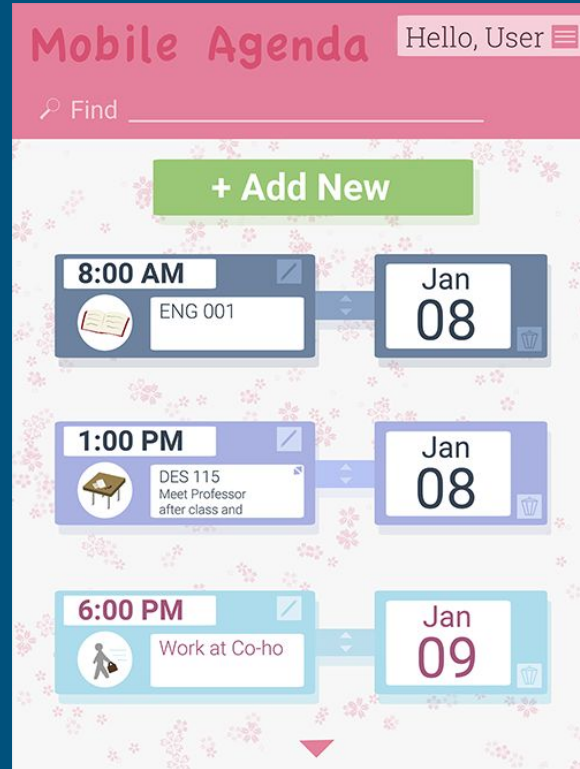 Mobile Agenda
Hello, User
Find
+ Add New
8:00 AM
ENG 001
Jan
08
1:00 PM
DES 115
Meet Professor
after class and
Jan
08
6:00 PM
Work at Co-ho
Jan
09